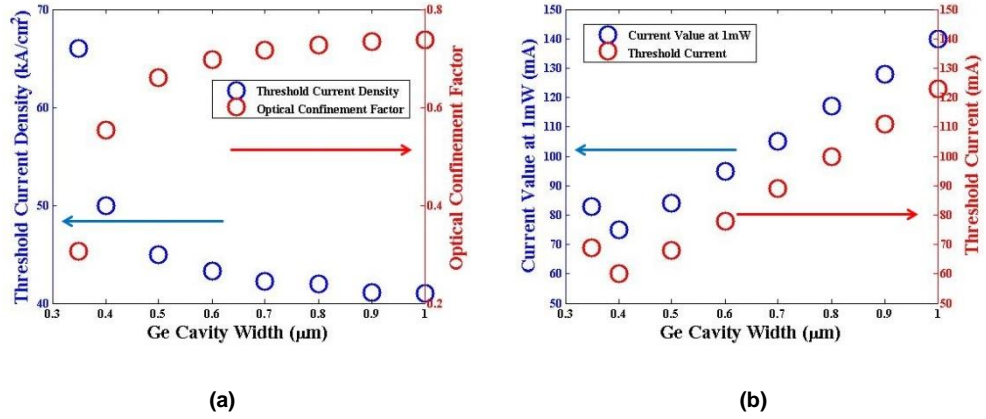 70
60
50
40
Threshold Current Density (kA/cm²)
1
0.8
0.4
0.2
Optical Confinement Factor
Threshold Current Density
Optical Confinement Factor
0.3 0.4 0.5 0.6 0.7 0.8 0.9 1
Ge Cavity Width (μm)
(a)
150
140
130
120
110
100
90
80
70
60
50
Current Value at 1mW (mA)
Current Value at 1mW
Threshold Current
150
140
130
120
110
100
90
80
70
60
50
Threshold Current (mA)
0.3 0.4 0.5 0.6 0.7 0.8 0.9 1
Ge Cavity Width (μm)
(b)